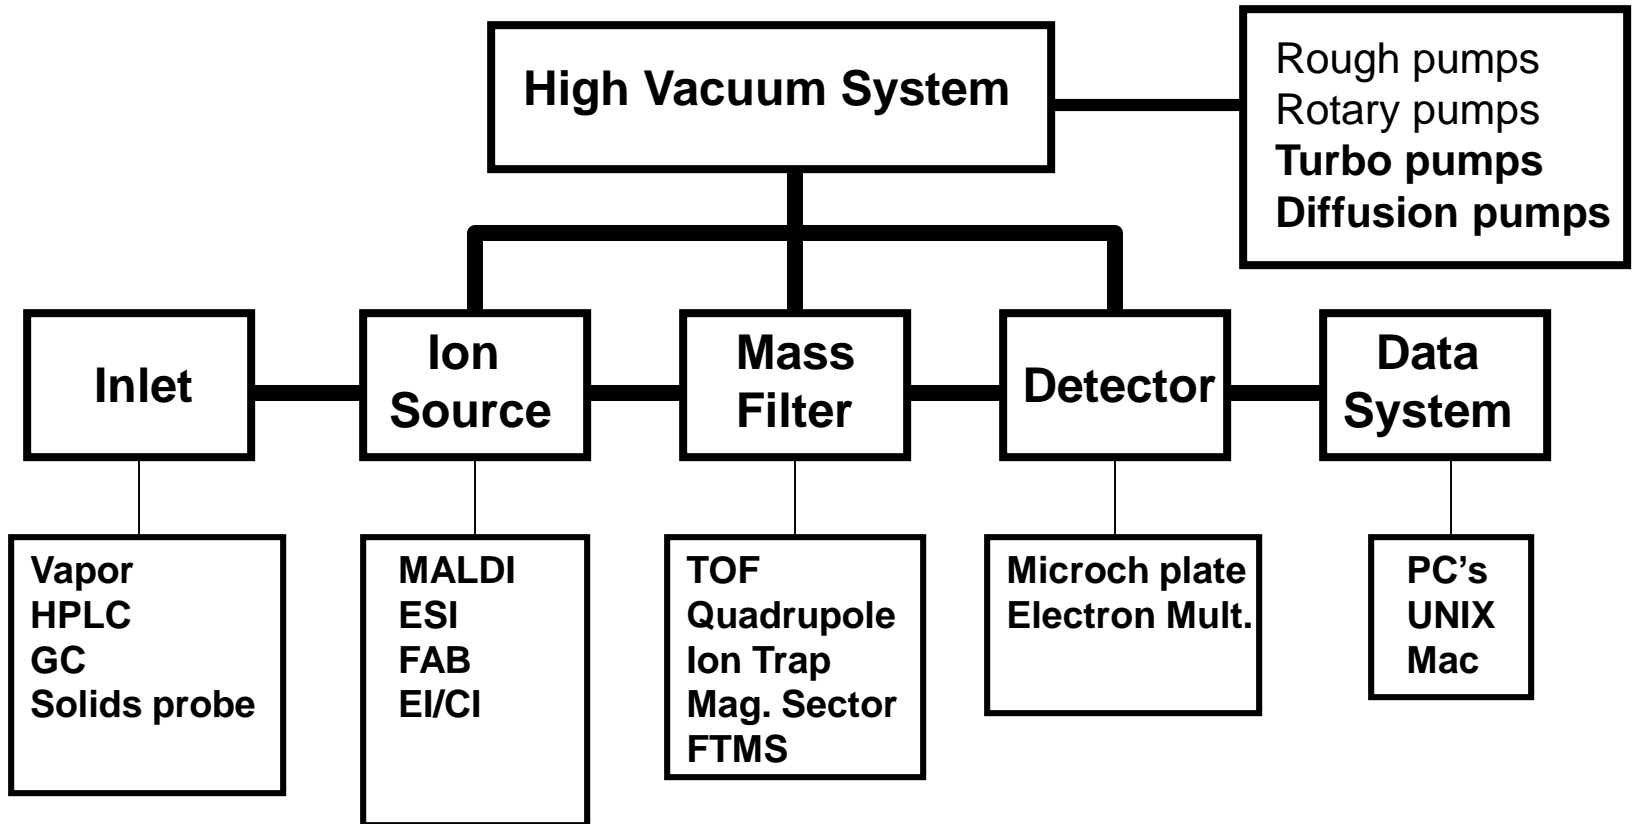 High Vacuum System
Rough pumps
Rotary pumps
Turbo pumps
Diffusion pumps
Inlet
Ion
Source
Mass
Filter
Detector
Data
System
Vapor
HPLC
GC
Solids probe
MALDI
ESI
FAB
EI/CI
TOF
Quadrupole
Ion Trap
Mag. Sector
FTMS
Microch plate
Electron Mult.
PC’s
UNIX
Mac